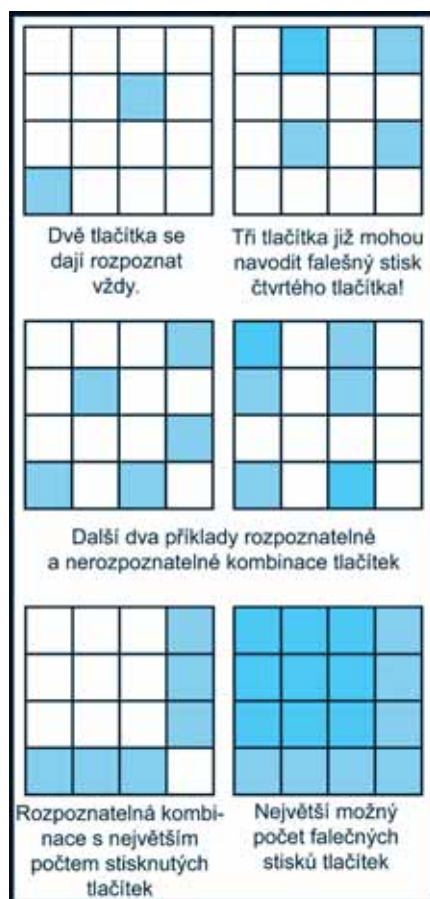 Dvě tlačítka se
dají rozpoznat
vždy.
Tři tlačítka již mohou
navodit falešný stisk
čtvrtého tlačítka!
Další dva příklady rozpoznatelné
a nerozpoznatelné kombinace tlačítek
Rozpoznatelná kombi-
nace s největším
počtem stisknutých
tlačítek
Největší možný
počet falečných
stisků tlačítek